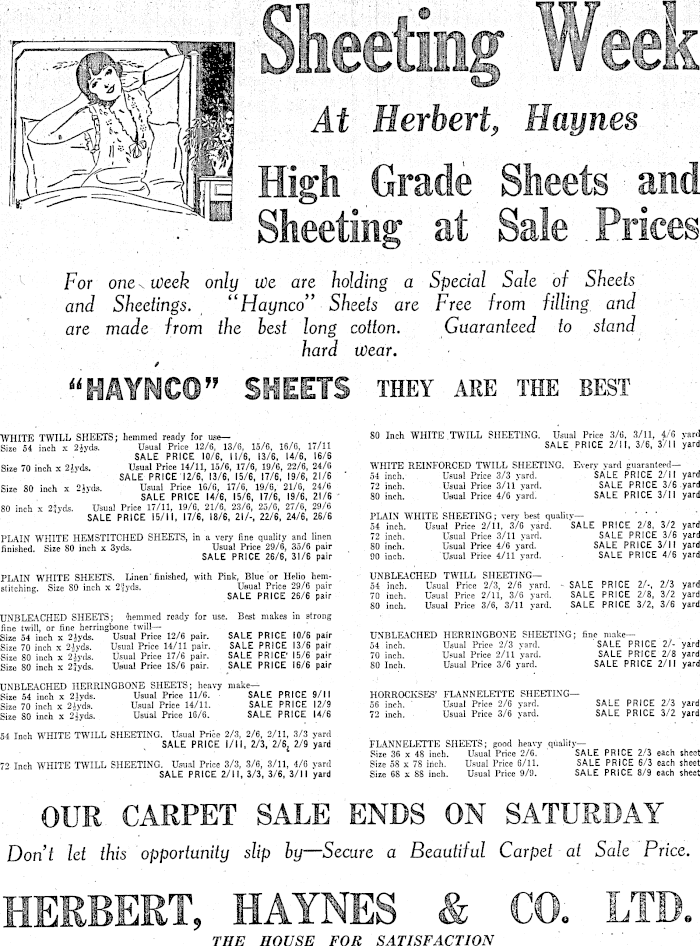 Sheeting Week
At Herbert, Haynes
High Grade Sheets and
Sheeting at Sale Prices
For one week only we are holding a Special Sale of Sheets
and Sheetings. "Haynco" Sheets are Free from filling and
are made from the best long cotton. Guaranteed to stand
hard wear.
"HAYNCO" SHEETS THEY ARE THE BEST
WHITE TWILL SHEETS; hemmed ready for use—
Size 54 inch x 2½yds. Usual Price 12/6, 13/6, 15/6, 16/6, 17/11
SALE PRICE 10/6, 11/6, 13/6, 14/6, 16/6
Size 70 inch x 2½yds. Usual Price 14/11, 15/6, 17/6, 19/6, 22/6, 24/6
SALE PRICE 12/6, 13/6, 15/6, 17/6, 19/6, 21/6
Size 80 inch x 2½yds. Usual Price 16/6, 17/6, 19/6, 21/6, 24/6
SALE PRICE 14/6, 15/6, 17/6, 19/6, 21/6
80 inch x Usual Price 17/11, 19/6, 21/6, 23/6, 25/6, 27/6, 29/6
SALE PRICE 15/11, 17/6, 18/6, 21/-, 22/6, 24/6, 26/6
PLAIN WHITE HEMSTITCHED SHEETS, in a very fine quality and linen
finished. Size 80 inch x 3yds. Usual Price 29/6, 35/6 pair
SALE PRICE 26/6, 31/6 pair
PLAIN WHITE SHEETS. Linen finished, with Pink, Blue or Helio hem-
stitching. Size 80 inch x Usual Price 29/6 pair
SALE PRICE 26/6 pair
UNBLEACHED SHEETS; hemmed ready for use. Best makes in strong
fine twill, or fine herringbone twill—
Size 54 inch x 2½yds. Usual Price 12/6 pair. SALE PRICE 10/6 pair
Size 70 inch x 2½yds. Usual Price 14/11 pair. SALE PRICE 13/6 pair
Size 80 inch x 2½yds. Usual Price 17/6 pair. SALE PRICE 15/6 pair
Size 80 inch x Usual Price 18/6 pair. SALE PRICE 16/6 pair
UNBLEACHED HERRINGBONE SHEETS; heavy make—
Size 54 inch x 2½yds. Usual Price 11/6. SALE PRICE 9/11
Size 70 inch x 2½yds. Usual Price 14/11. SALE PRICE 12/9
Size 80 inch x 2½yds. Usual Price 16/6. SALE PRICE 14/6
54 Inch WHITE TWILL SHEETING. Usual Price 2/3, 2/6, 2/11, 3/3 yard
SALE PRICE 1/11, 2/3, 2/6, 2/9 yard
72 Inch WHITE TWILL SHEETING. Usual Price 3/3, 3/6, 3/11, 4/6 yard
SALE PRICE 2/11, 3/3, 3/6, 3/11 yard
80 Inch WHITE TWILL SHEETING. Usual Price 3/6, 3/11, 4/6 yard
SALE PRICE 2/11, 3/6, 3/11 yard
WHITE REINFORCED TWILL SHEETING. Every yard guaranteed—
54 inch. Usual Price 3/3 yard. SALE PRICE 2/11 yard
72 inch. Usual Price 3/11 yard. SALE PRICE 3/6 yard
80 inch. Usual Price 4/6 yard. SALE PRICE 3/11 yard
PLAIN WHITE SHEETING; very best quality—
54 inch. Usual Price 2/11, 3/6 yard. SALE PRICE 2/8, 3/2 yard
72 inch. Usual Price 3/11 yard. SALE PRICE 3/6 yard
80 inch. Usual Price 4/6 yard. SALE PRICE 3/11 yard
90 inch. Usual Price 4/11 yard. SALE PRICE 4/6 yard
UNBLEACHED TWILL SHEETING—
54 inch. Usual Price 2/3, 2/6 yard. SALE PRICE 2/-, 2/3 yard
70 inch. Usual Price 2/11, 3/6 yard. SALE PRICE 2/8, 3/2 yard
80 inch. Usual Price 3/6, 3/11 yard. SALE PRICE 3/2, 3/6 yard
UNBLEACHED HERRINGBONE SHEETING; fine make—
54 inch. Usual Price 2/3 yard. SALE PRICE 2/- yard
70 inch. Usual Price 2/11 yard. SALE PRICE 2/8 yard
80 Inch. Usual Price 3/6 yard. SALE PRICE 2/11 yard
HORROCKSES' FLANNELETTE SHEETING—
56 inch. Usual Price 2/6 yard. SALE PRICE 2/3 yard
72 inch. Usual Price 3/6 yard. SALE PRICE 3/2 yard
FLANNELETTE SHEETS; good heavy quality—
Size 36 x 48 inch. Usual Price 2/6. SALE PRICE 2/3 each sheet
Size 58 x 78 inch. Usual Price 6/11. SALE PRICE 6/3 each sheet
Size 68 x 88 inch. Usual Price 9/9. SALE PRICE 8/9 each sheet
OUR CARPET SALE ENDS ON SATURDAY
Don't let this opportunity slip by—Secure a Beautiful Carpet at Sale Price.
HERBERT, HAYNES & CO. LTD.
THE HOUSE FOR SATISFACTION